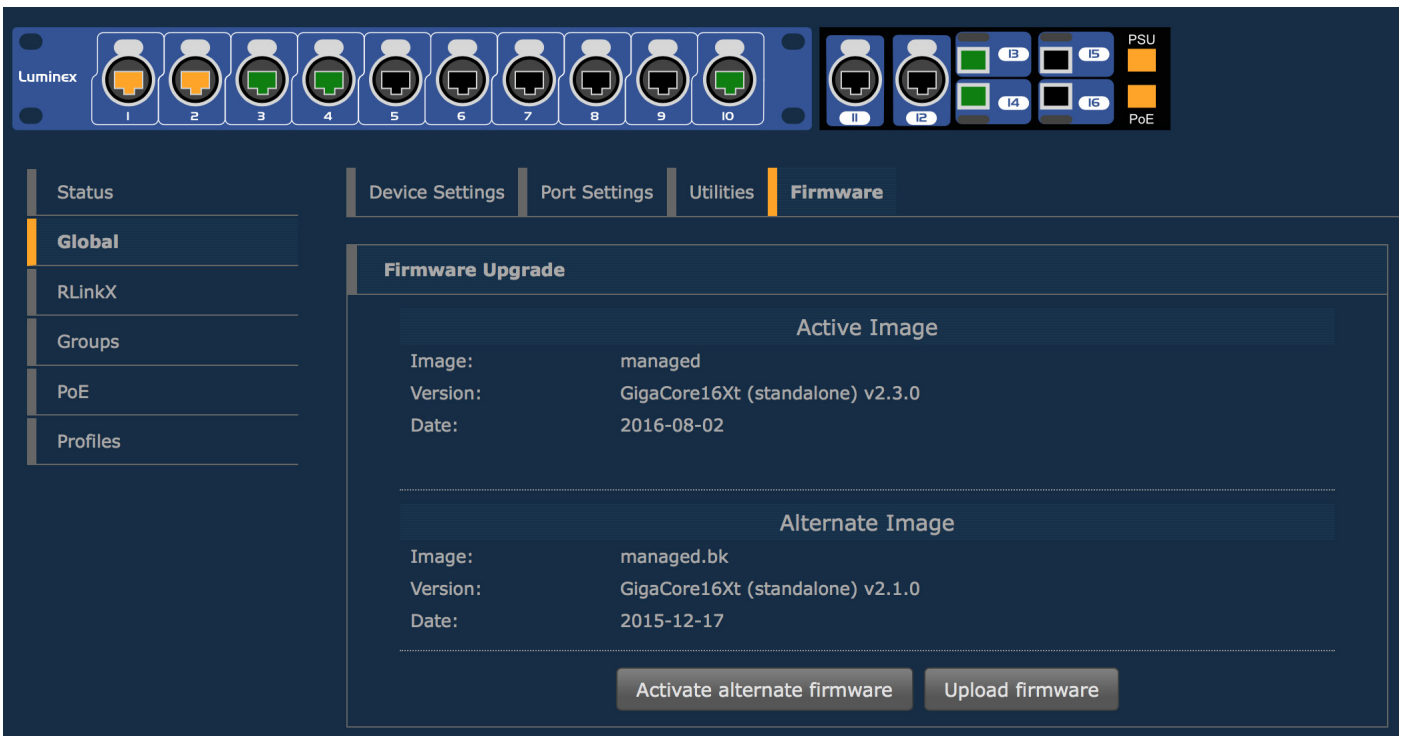 Luminex
1 2 3 4 5 6 7 8 9 10
11 12 13 15 PSU
14 16 PoE
Status
Global
RLinkX
Groups
PoE
Profiles
Device Settings Port Settings Utilities Firmware
Firmware Upgrade
Active Image
Image: managed
Version: GigaCore16Xt (standalone) v2.3.0
Date: 2016-08-02
Alternate Image
Image: managed.bk
Version: GigaCore16Xt (standalone) v2.1.0
Date: 2015-12-17
Activate alternate firmware Upload firmware